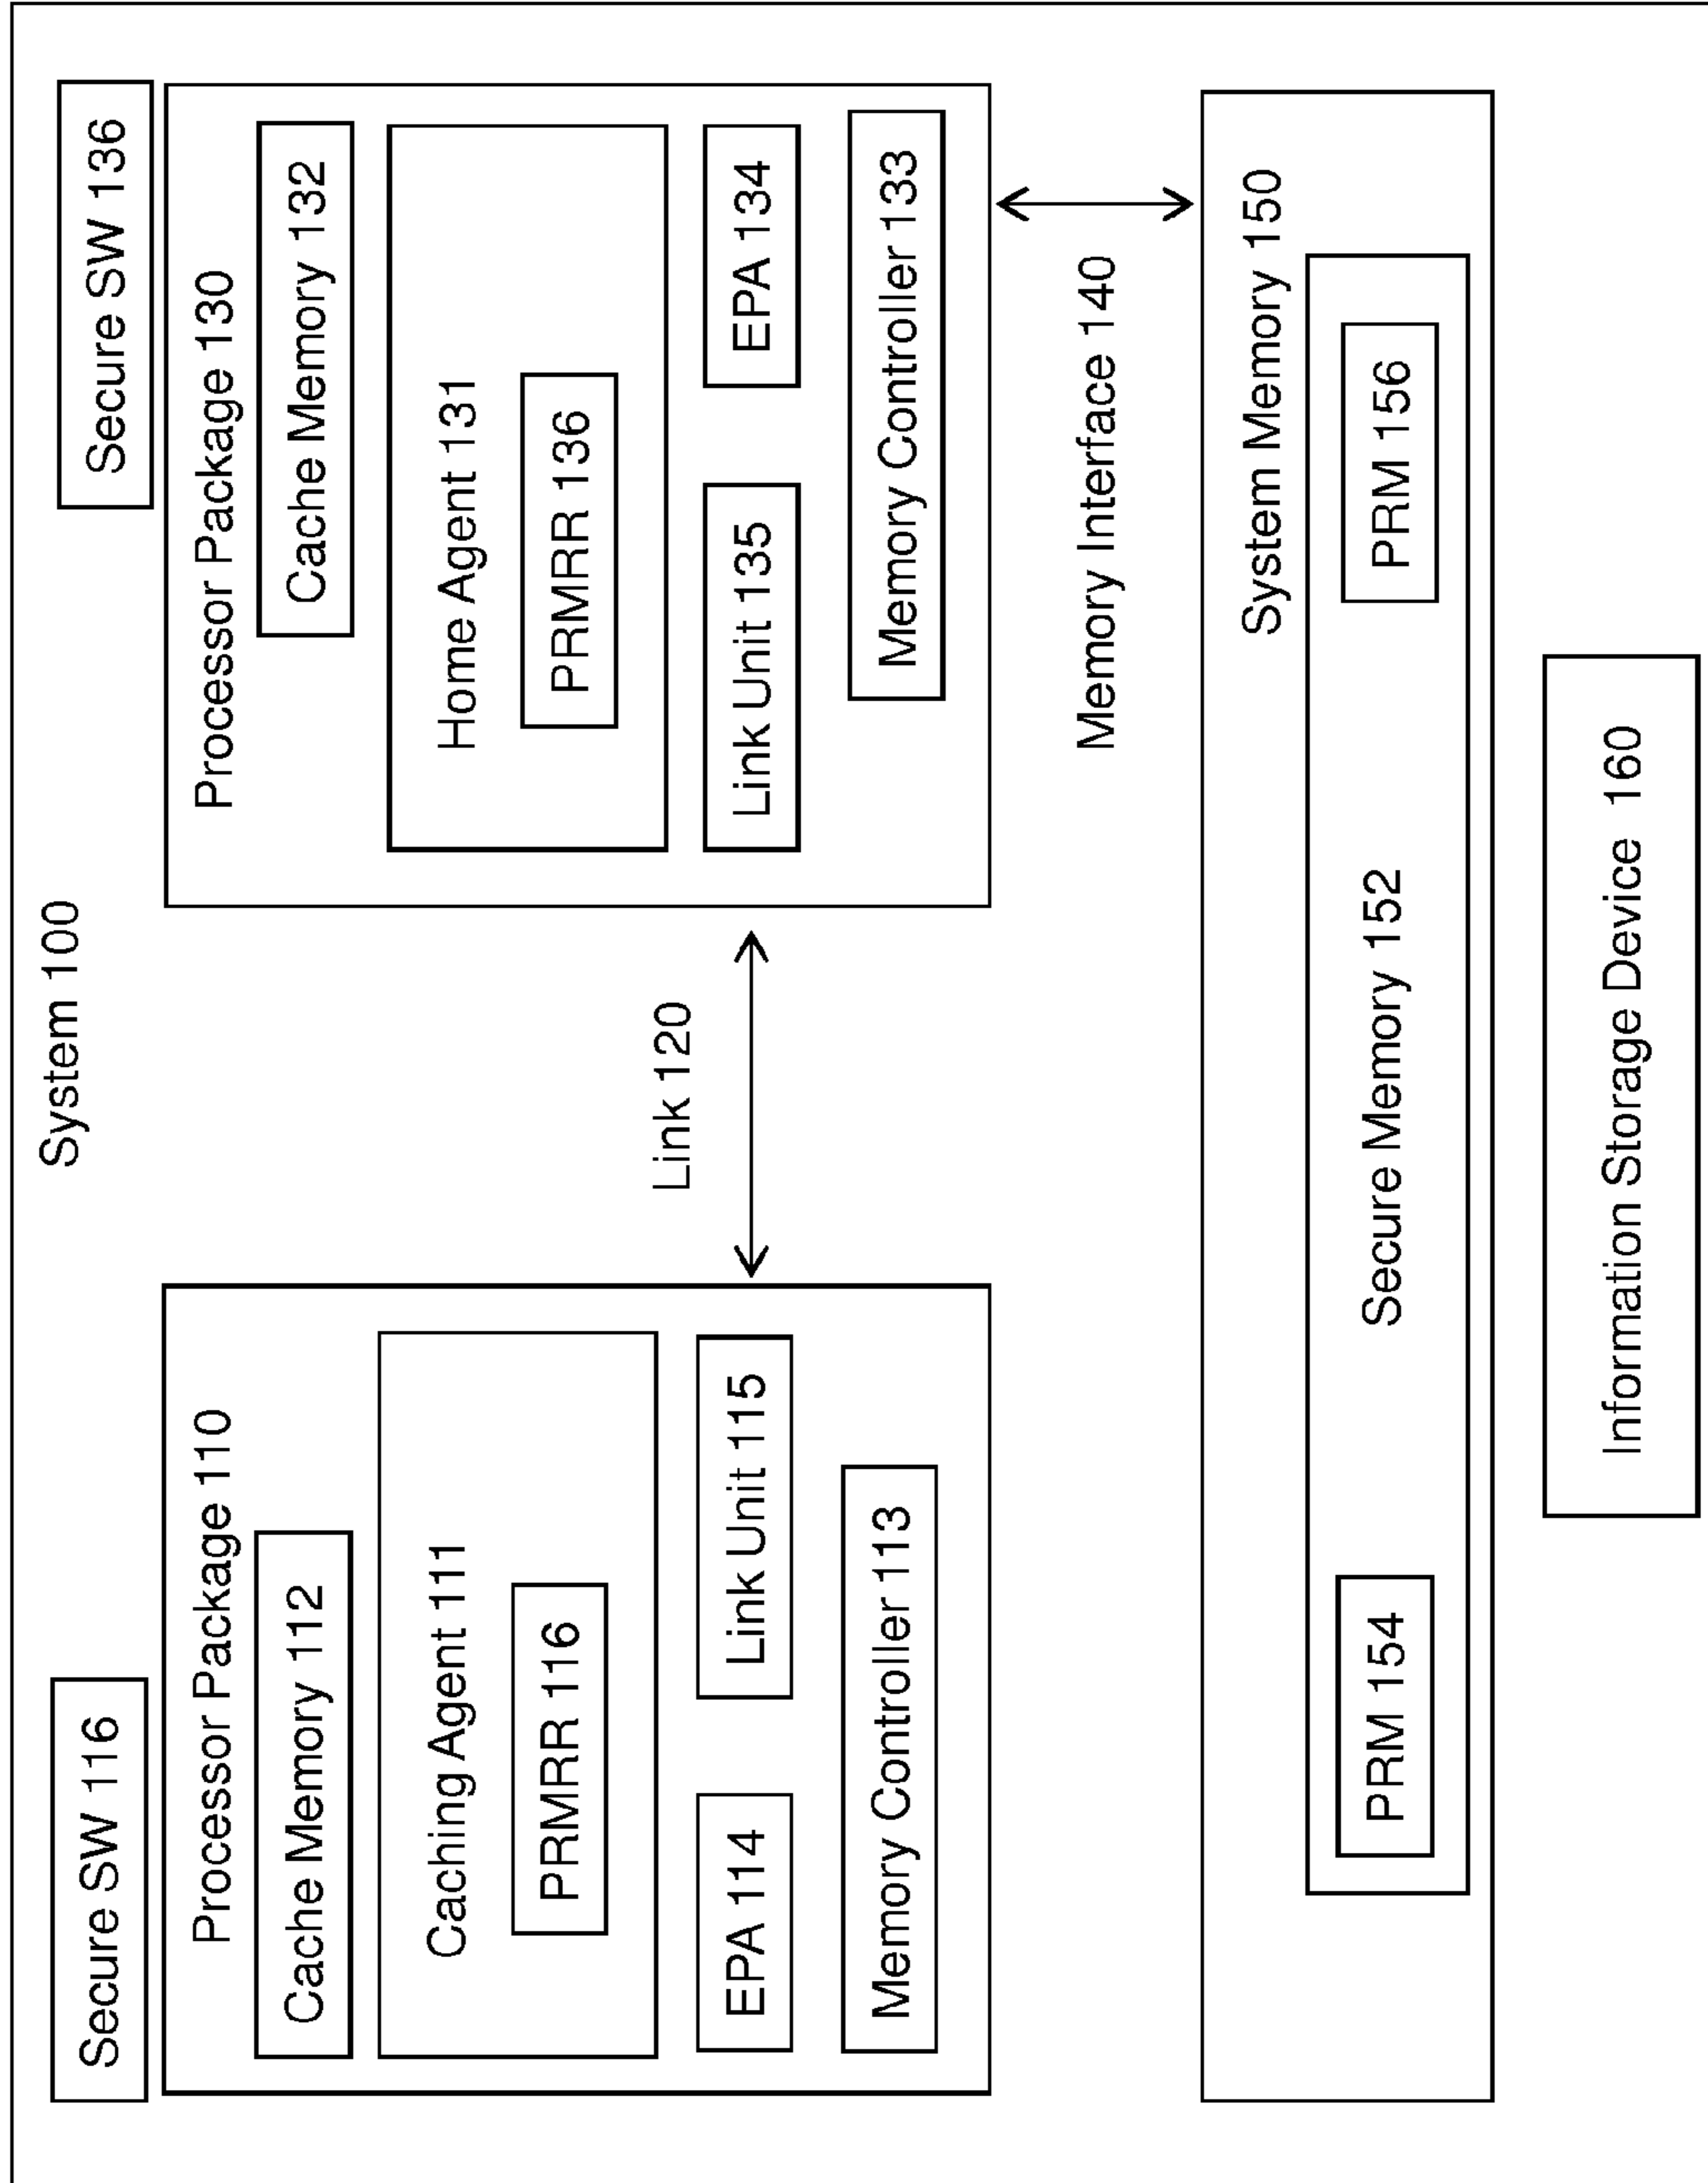 System 100
Secure SW 116
Processor Package 110
Cache Memory 112
Caching Agent 111
PRMRR 116
EPA 114
Link Unit 115
Memory Controller 113
Link 120
Secure SW 136
Processor Package 130
Cache Memory 132
Home Agent 131
PRMRR 136
Link Unit 135
EPA 134
Memory Controller 133
Memory Interface 140
System Memory 150
PRM 154
Secure Memory 152
PRM 156
Information Storage Device 160